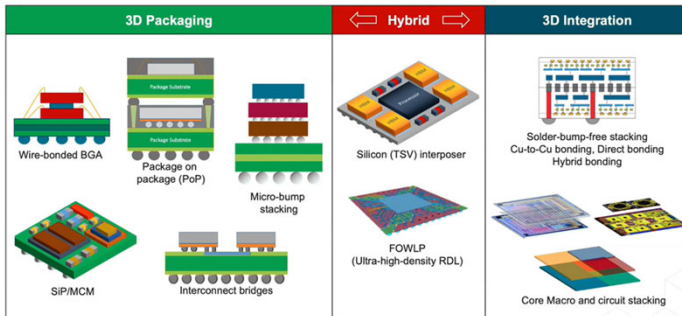 3D Packaging
Hybrid
3D Integration
Wire-bonded BGA
Package Substrate
Package Substrate
Package on
package (PoP)
Micro-bump
stacking
SiP/MCM
Interconnect bridges
Silicon (TSV) interposer
FOWLP
(Ultra-high-density RDL)
Solder-bump-free stacking
Cu-to-Cu bonding, Direct bonding
Hybrid bonding
Core Macro and circuit stacking